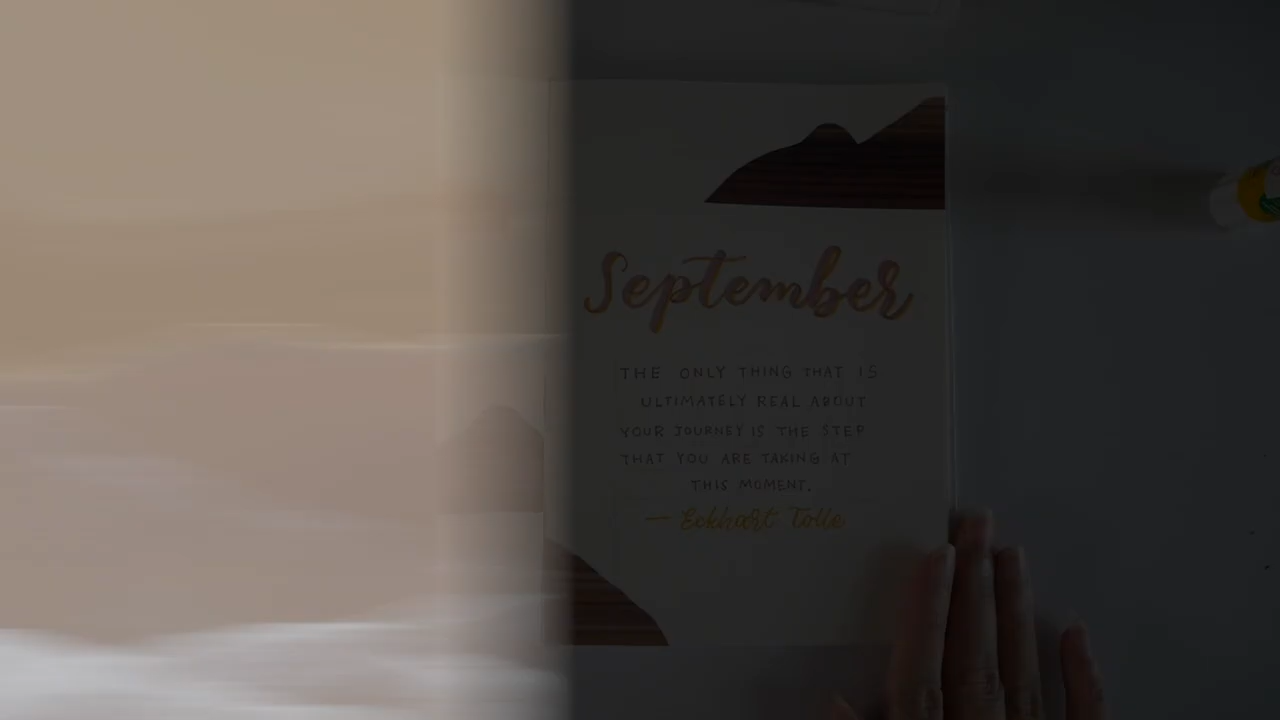 September
THE ONLY THING THAT IS
ULTIMATELY REAL ABOUT
YOUR JOURNEY IS THE STEP
THAT YOU ARE TAKING AT
THIS MOMENT.
— Eckhart Tolle